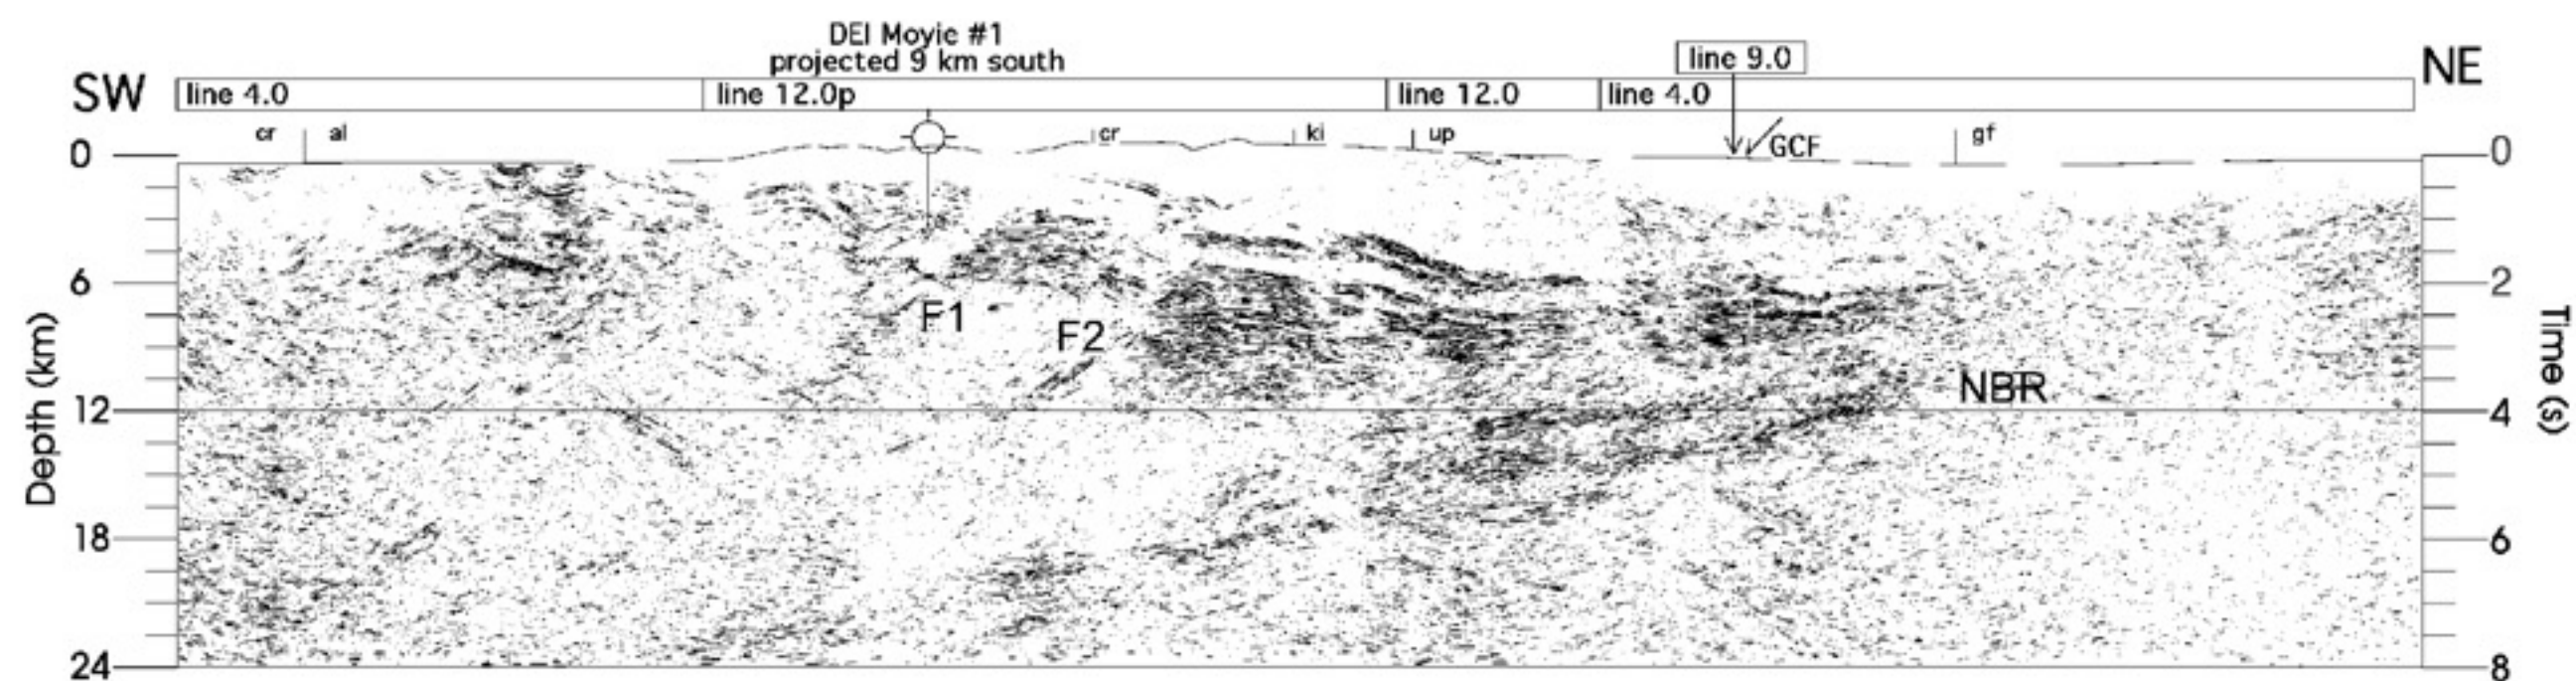 DEI Moyie #1
projected 9 km south
line 9.0
SW
NE
line 4.0
line 12.0p
line 12.0
line 4.0
cr
al
cr
ki
up
GCF
gf
0
0
6
2
F1
F2
NBR
12
4
18
6
24
8
Depth (km)
Time (s)